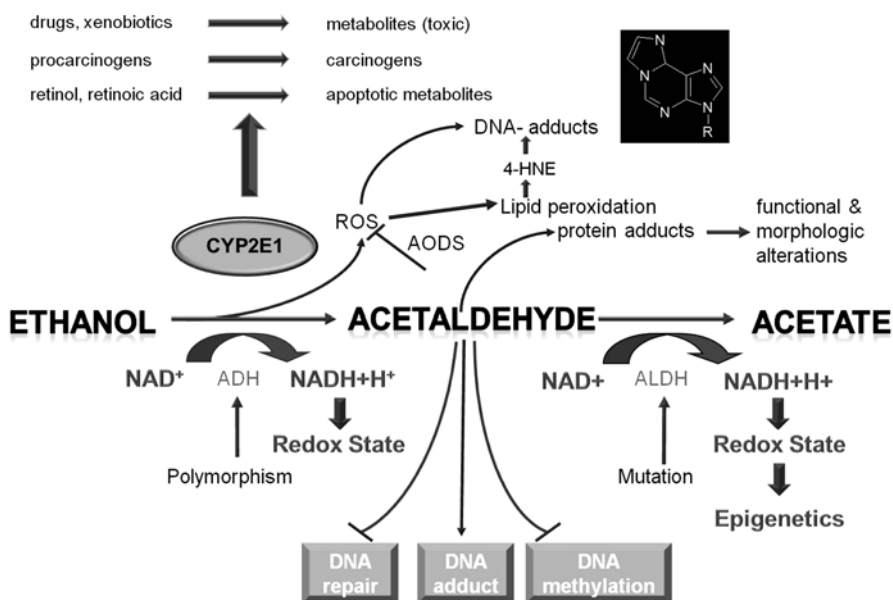 drugs, xenobiotics
metabolites (toxic)
procarcinogens
carcinogens
retinol, retinoic acid
apoptotic metabolites
N
N
N
N
N
R
DNA- adducts
4-HNE
ROS
Lipid peroxidation
AODS
protein adducts
functional &
morphologic
alterations
CYP2E1
ETHANOL
ACETALDEHYDE
ACETATE
NAD⁺
ADH
NADH+H⁺
NAD+
ALDH
NADH+H+
Redox State
Redox State
Polymorphism
Mutation
Epigenetics
DNA
repair
DNA
adduct
DNA
methylation